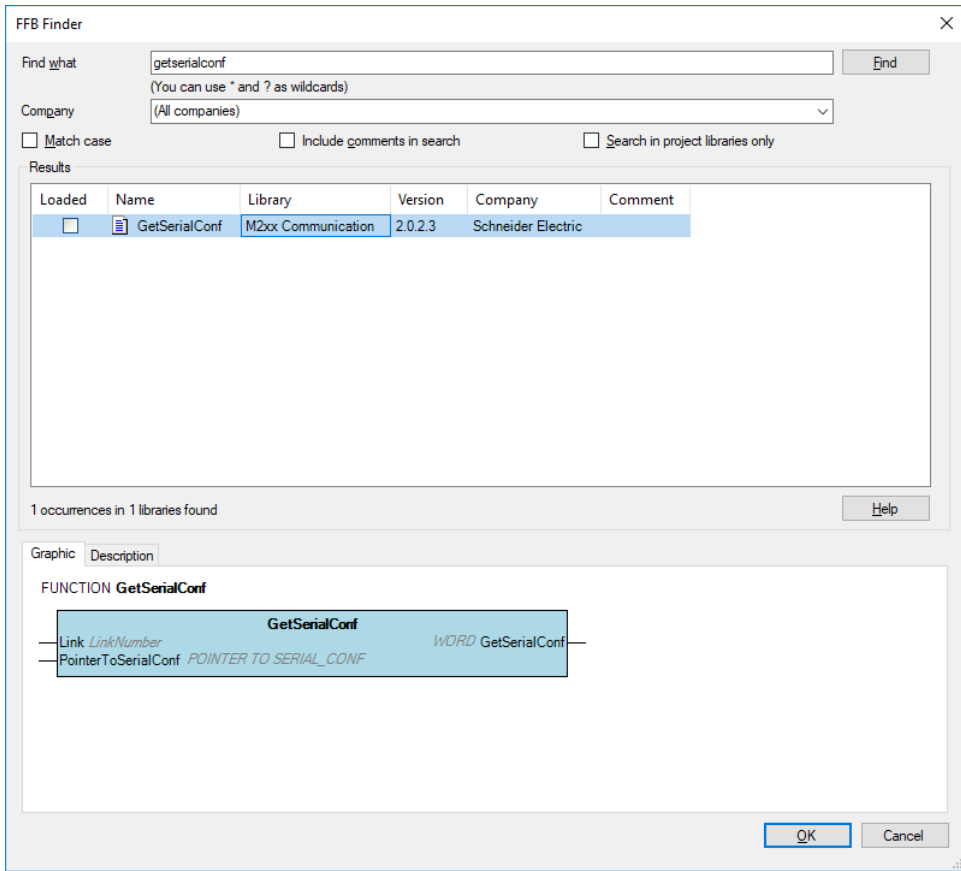 FFB Finder
Find what getserialconf Find
(You can use * and ? as wildcards)
Company (All companies)
Match case Include comments in search Search in project libraries only
Results
Loaded Name Library Version Company Comment
GetSerialConf M2xx Communication 2.0.2.3 Schneider Electric
1 occurrences in 1 libraries found Help
Graphic Description
FUNCTION GetSerialConf
GetSerialConf
Link LinkNumber WORD GetSerialConf
PointerToSerialConf POINTER TO SERIAL_CONF
OK Cancel